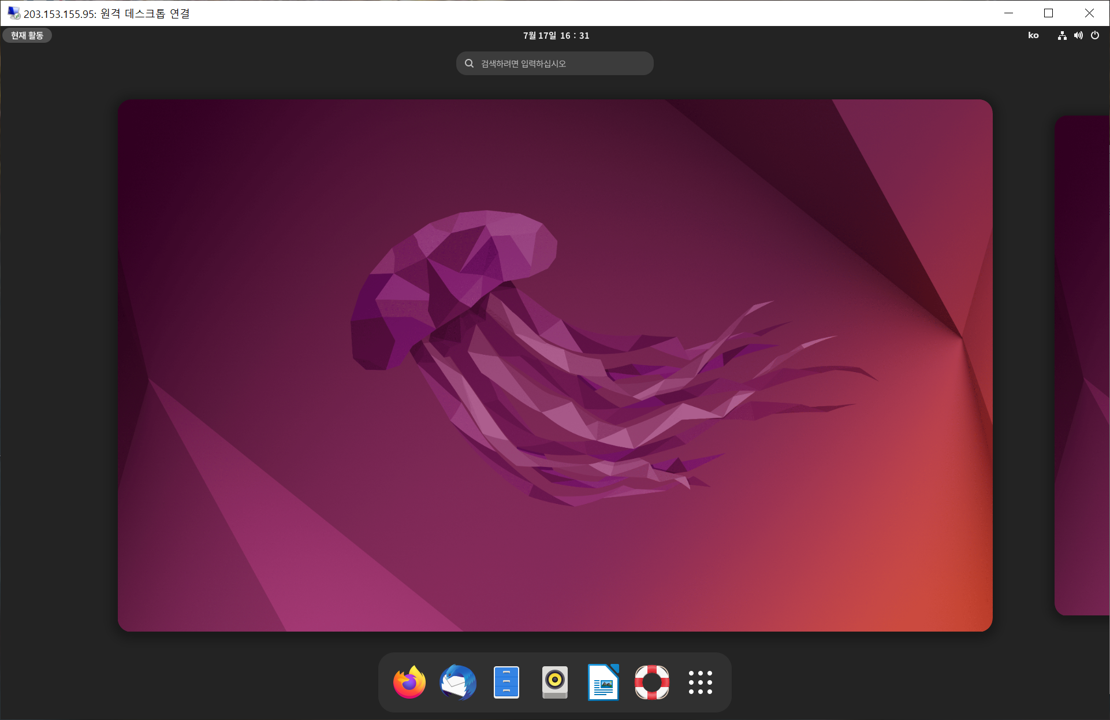 203.153.155.95: 원격 데스크톱 연결
현재 활동
7월 17일 16 : 31
ko
검색하려면 입력하십시오